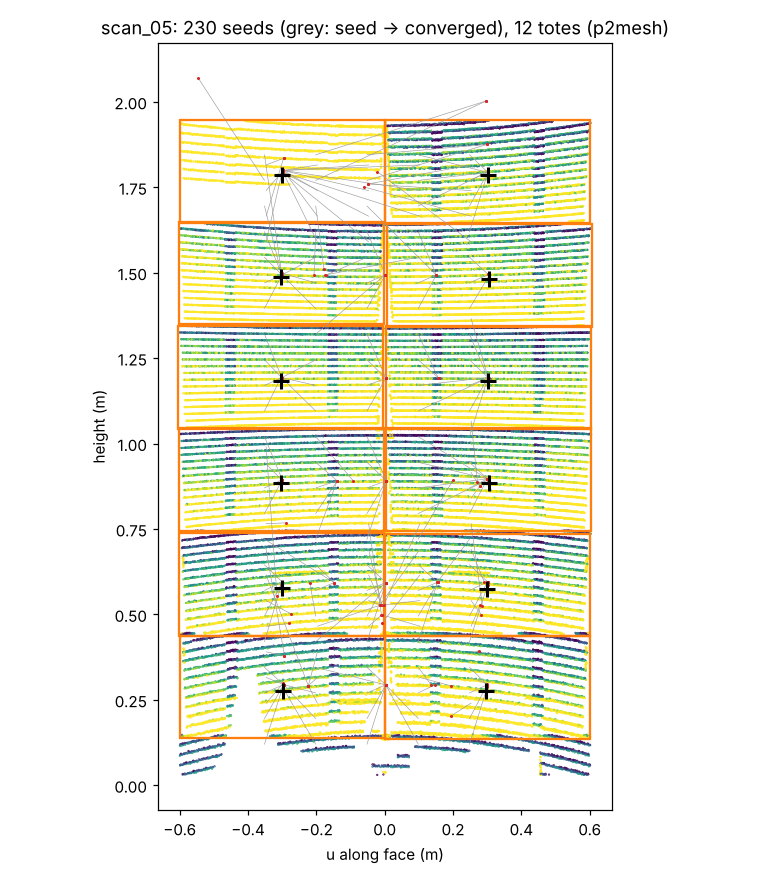 scan_05: 230 seeds (grey: seed → converged), 12 totes (p2mesh)
2.00
1.75
1.50
1.25
1.00
0.75
0.50
0.25
0.00
height (m)
−0.6 −0.4 −0.2 0.0 0.2 0.4 0.6
u along face (m)